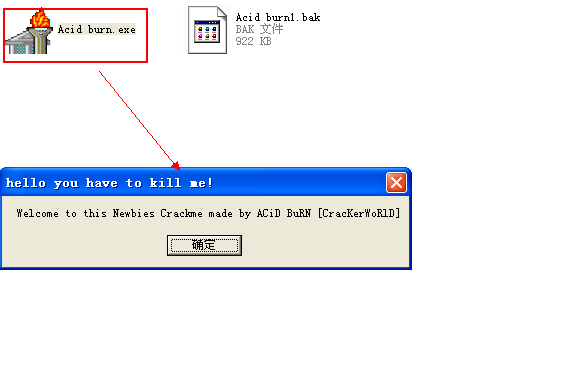 Acid burn.exe
Acid burn1.bak
BAK 文件
922 KB
hello you have to kill me!
Welcome to this Newbies Crackme made by ACiD BuRN [CracKerWoRlD]
确定